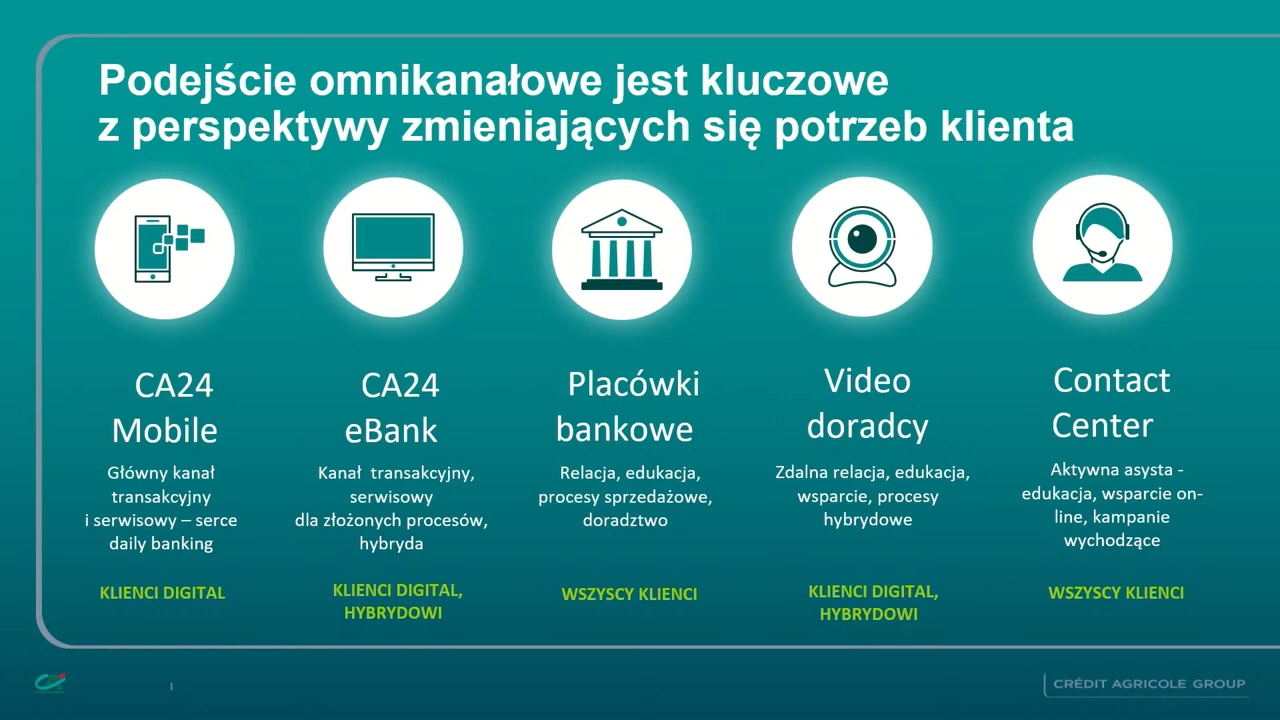 Podejście omnikanałowe jest kluczowe
z perspektywy zmieniających się potrzeb klienta
CA24
Mobile
Główny kanał
transakcyjny
i serwisowy – serce
daily banking
KLIENCI DIGITAL
CA24
eBank
Kanał  transakcyjny,
serwisowy
dla złożonych procesów,
hybryda
KLIENCI DIGITAL,
HYBRYDOWI
Placówki
bankowe
Relacja, edukacja,
procesy sprzedażowe,
doradztwo
WSZYSCY KLIENCI
Video
doradcy
Zdalna relacja, edukacja,
wsparcie, procesy
hybrydowe
KLIENCI DIGITAL,
HYBRYDOWI
Contact
Center
Aktywna asysta -
edukacja, wsparcie on-
line, kampanie
wychodzące
WSZYSCY KLIENCI
CRÉDIT AGRICOLE GROUP